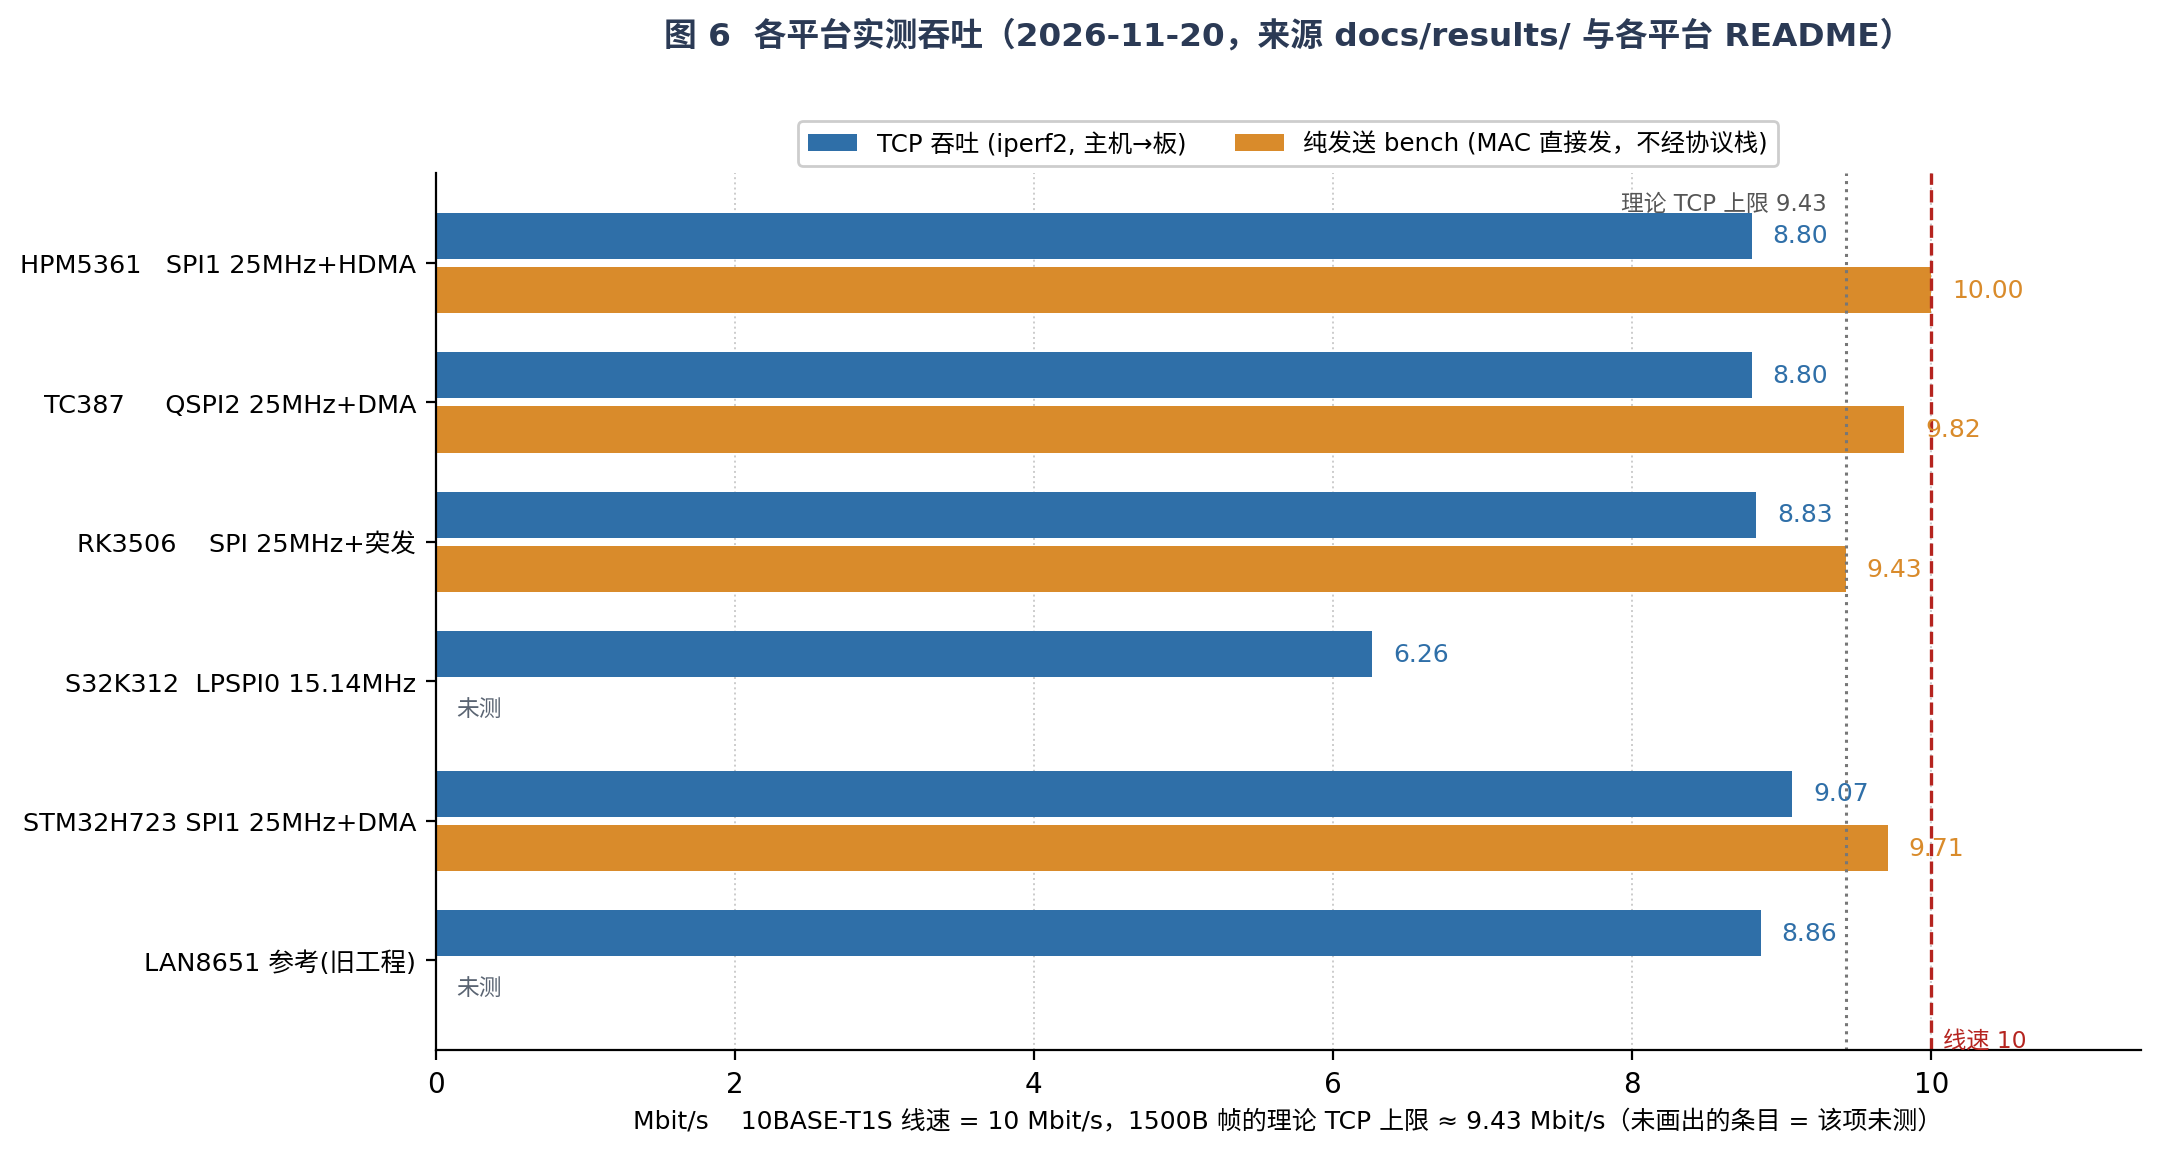 图 6  各平台实测吞吐（2026-11-20，来源 docs/results/ 与各平台 README）
TCP 吞吐 (iperf2, 主机→板)
纯发送 bench (MAC 直接发，不经协议栈)
理论 TCP 上限 9.43
HPM5361   SPI1 25MHz+HDMA
8.80
10.00
TC387     QSPI2 25MHz+DMA
8.80
9.82
RK3506    SPI 25MHz+突发
8.83
9.43
S32K312  LPSPI0 15.14MHz
6.26
未测
STM32H723 SPI1 25MHz+DMA
9.07
9.71
LAN8651 参考(旧工程)
8.86
未测
线速 10
0 2 4 6 8 10
Mbit/s    10BASE-T1S 线速 = 10 Mbit/s，1500B 帧的理论 TCP 上限 ≈ 9.43 Mbit/s（未画出的条目 = 该项未测）